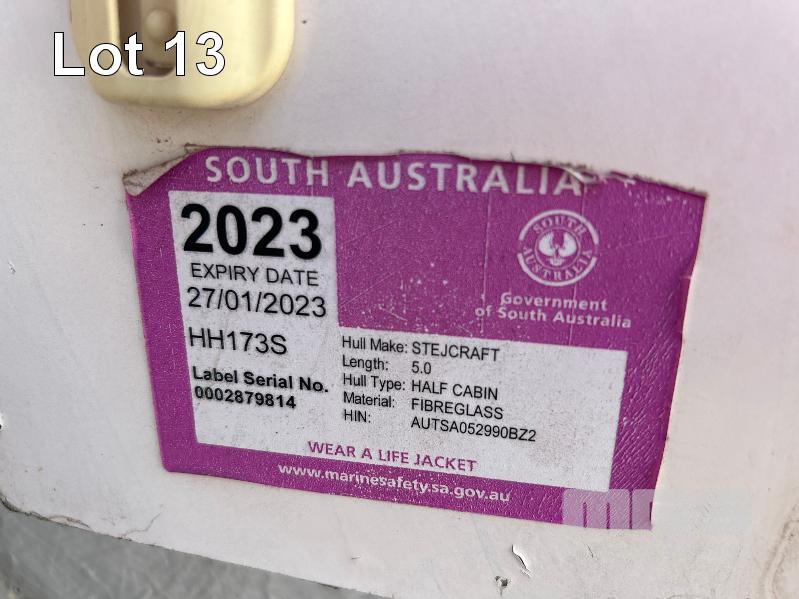 Lot 13
SOUTH AUSTRALIA
2023
EXPIRY DATE
27/01/2023
HH173S
Label Serial No.
0002879814
SOUTH
AUSTRALIA
Government
of South Australia
Hull Make: STEJCRAFT
Length: 5.0
Hull Type: HALF CABIN
Material: FIBREGLASS
HIN: AUTSA052990BZ2
WEAR A LIFE JACKET
www.marinesafety.sa.gov.au